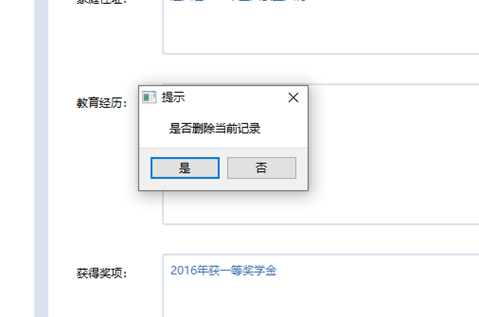 教育经历：
提示
是否删除当前记录
是
否
获得奖项：
2016年获一等奖学金